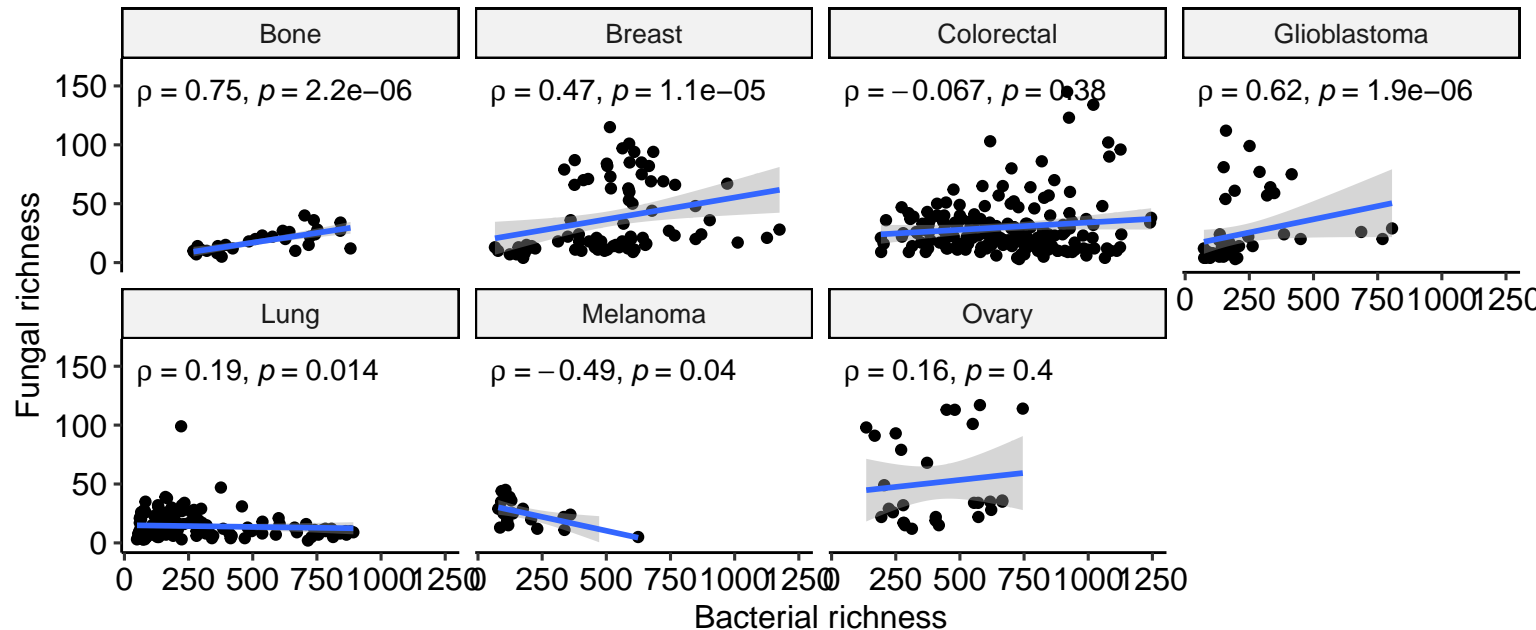 Bone Breast Colorectal Glioblastoma
ρ = 0.75, p = 2.2e−06 ρ = 0.47, p = 1.1e−05 ρ = −0.067, p = 0.38 ρ = 0.62, p = 1.9e−06
150
100
50
0
0 250 500 750 1000 1250
Lung Melanoma Ovary
ρ = 0.19, p = 0.014 ρ = −0.49, p = 0.04 ρ = 0.16, p = 0.4
150
100
50
0
0 250 500 750 1000 1250 0 250 500 750 1000 1250 0 250 500 750 1000 1250
Fungal richness
Bacterial richness